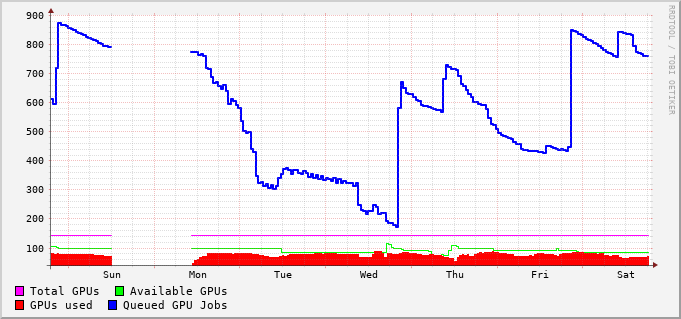 900
800
700
600
500
400
300
200
100
Sun Mon Tue Wed Thu Fri Sat
Total GPUs Available GPUs
GPUs used Queued GPU Jobs
RRDTOOL / TOBI OETIKER